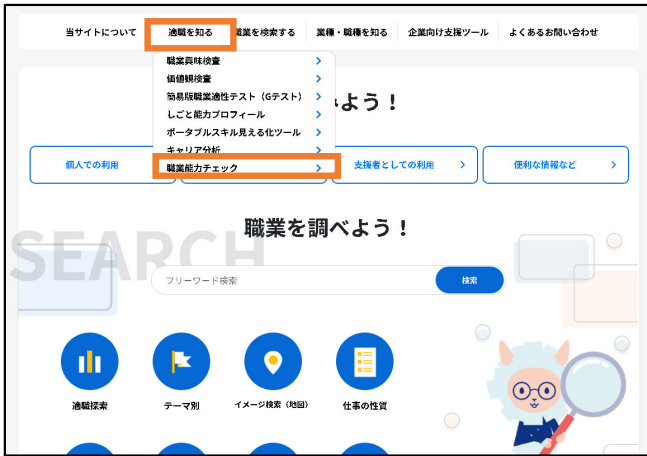 当サイトについて 適職を知る 職業を検索する 業種・職種を知る 企業向け支援ツール よくあるお問い合わせ
職業興味検査
価値観検査
簡易版職業適性テスト（Gテスト）
しごと能力プロフィール
ポータブルスキル見える化ツール
キャリア分析
職業能力チェック
みよう！
個人での利用 支援者としての利用 便利な情報など
職業を調べよう！
SEARCH
フリーワード検索 検索
適職探索 テーマ別 イメージ検索（地図） 仕事の性質